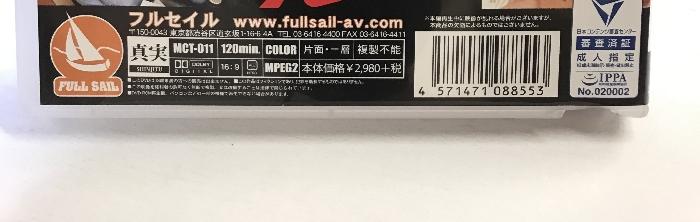 フルセイル
www.fullsail-av.com
〒150-0043 東京都渋谷区道玄坂1-16-6 4A TEL 03 6416 4400 FAX 03-6416-4411
真実
SHINJITU
MCT-011 120min. COLOR 片面・一層 複製不能
DOLBY DIGITAL 16:9 MPEG2 本体価格¥2,980+税
FULL SAIL
4 571471 088553
日本コンテンツ審査センター
審査済証
成人指定
IPPA
No.020002